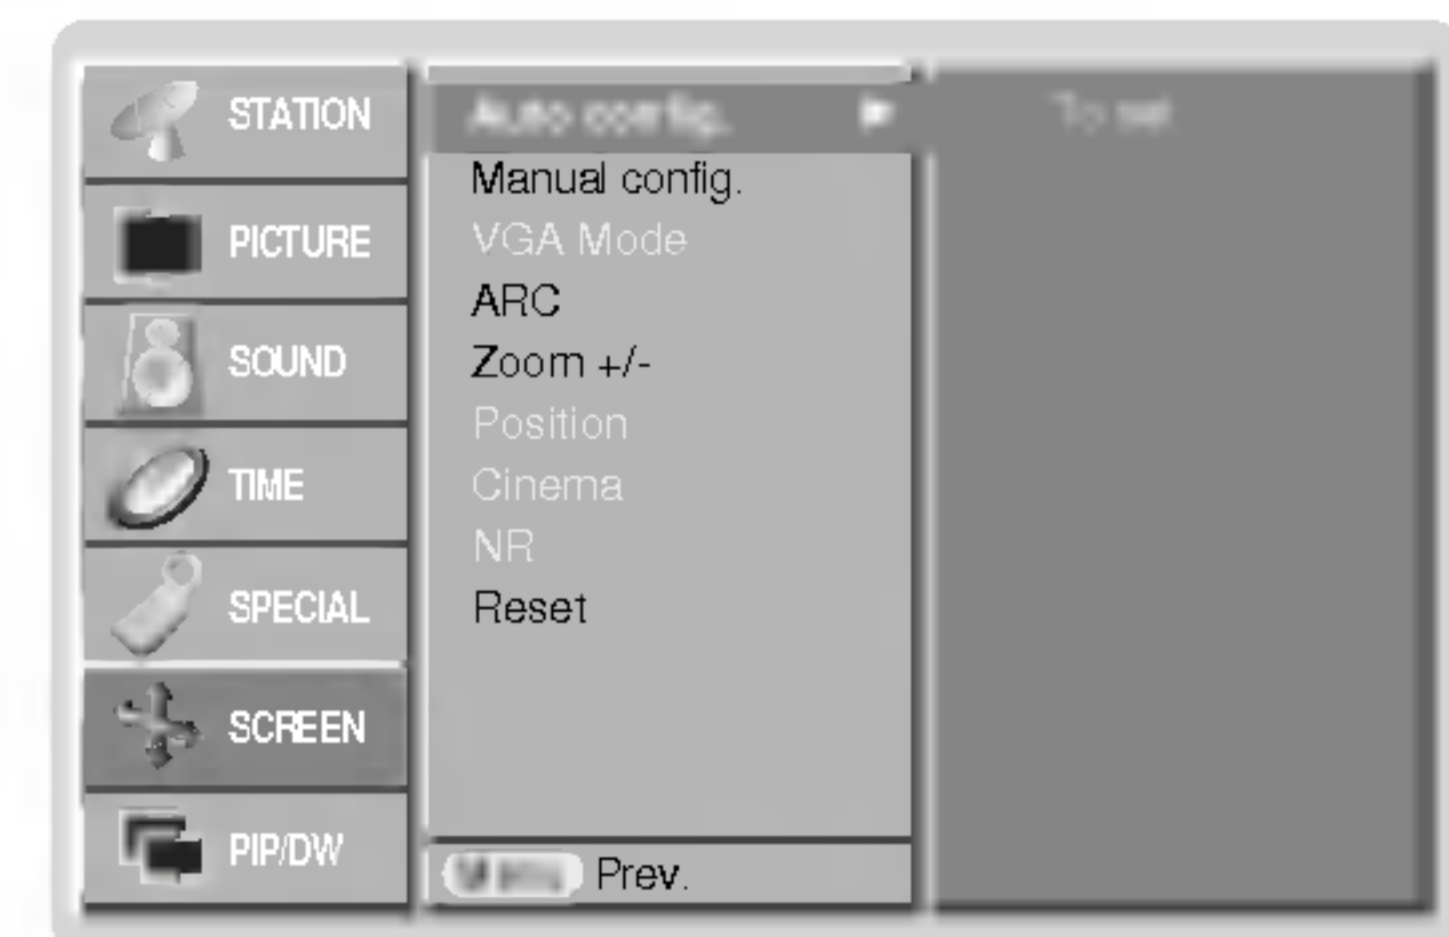 STATION
PICTURE
SOUND
TIME
SPECIAL
SCREEN
PIP/DW
Auto config.
Manual config.
VGA Mode
ARC
Zoom +/-
Position
Cinema
NR
Reset
Prev.
To set